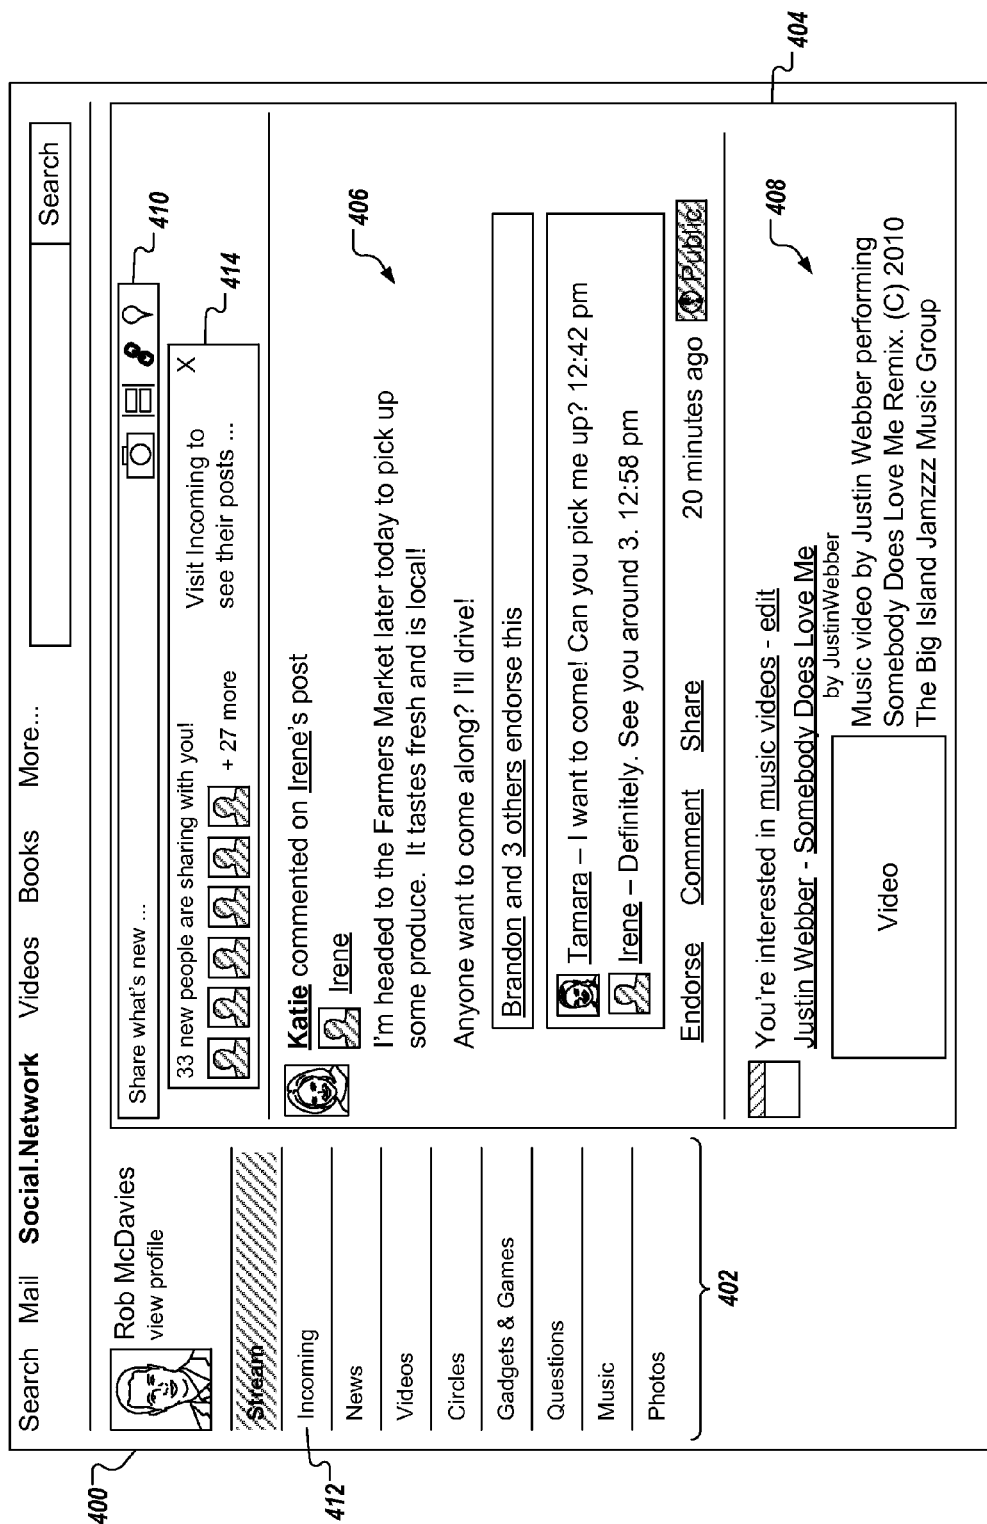 Search Mail Social.Network Videos Books More...
Search
400
Rob McDavies
view profile
Stream
Incoming
412
News
Videos
Circles
Gadgets & Games
Questions
Music
Photos
402
Share what's new ...
410
33 new people are sharing with you!
X
+ 27 more
Visit Incoming to
see their posts ...
414
Katie commented on Irene's post
Irene
406
I'm headed to the Farmers Market later today to pick up
some produce. It tastes fresh and is local!
Anyone want to come along? I'll drive!
Brandon and 3 others endorse this
Tamara – I want to come! Can you pick me up? 12:42 pm
Irene – Definitely. See you around 3. 12:58 pm
Endorse Comment Share 20 minutes ago Public
404
You're interested in music videos - edit
408
Justin Webber - Somebody Does Love Me
by JustinWebber
Video
Music video by Justin Webber performing
Somebody Does Love Me Remix. (C) 2010
The Big Island Jamzzz Music Group